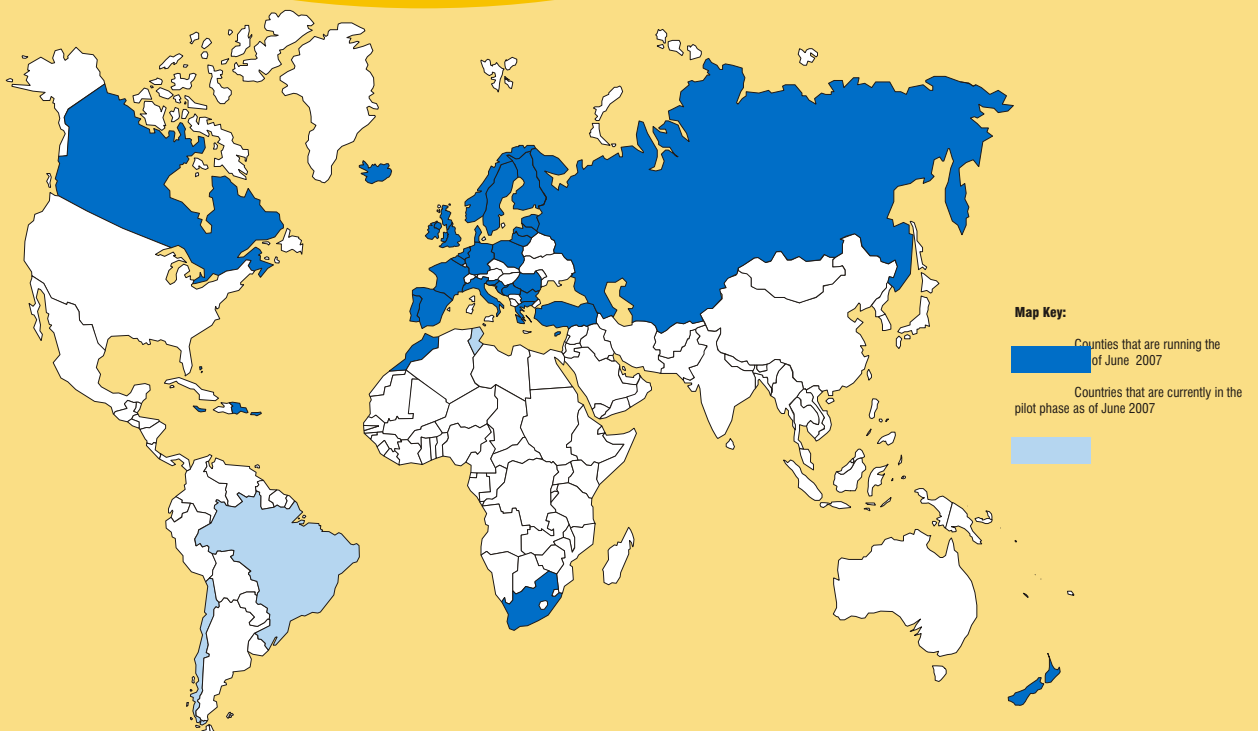 Map Key:
Counties that are running the
of June 2007
Countries that are currently in the
pilot phase as of June 2007